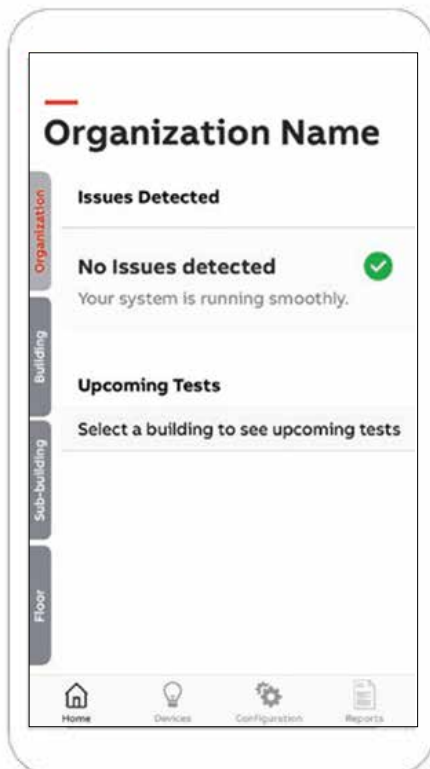 Organization Name
Organization
Building
Sub-building
Floor
Issues Detected
No Issues detected
Your system is running smoothly.
Upcoming Tests
Select a building to see upcoming tests
Home
Devices
Configuration
Reports